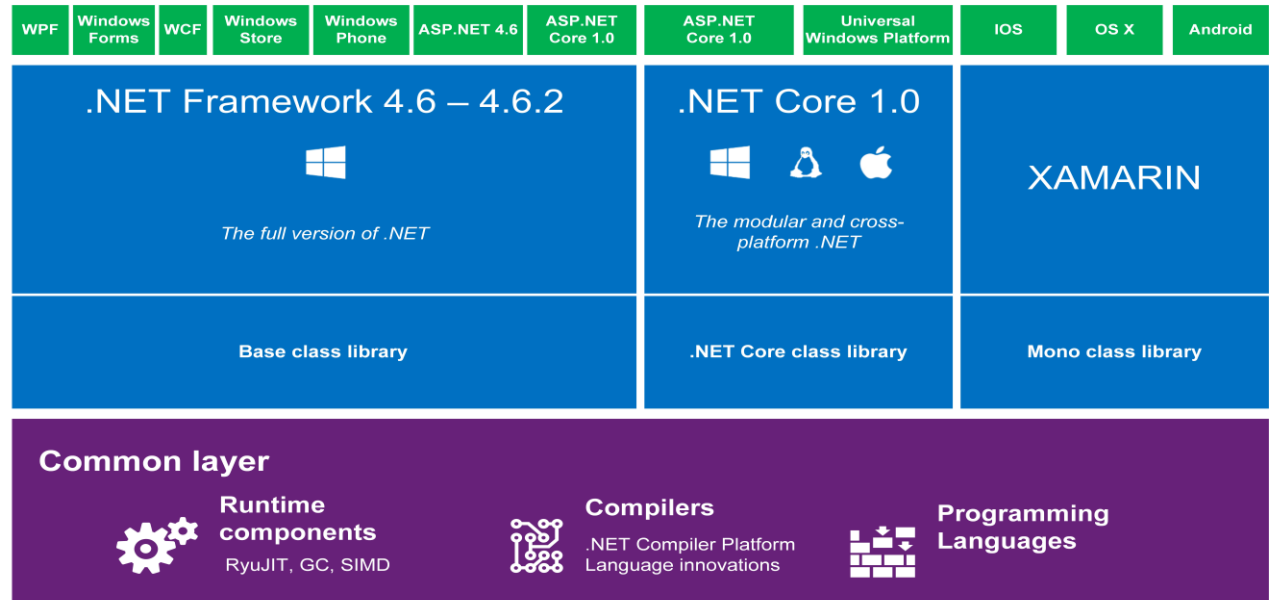 WPF
Windows
Forms
WCF
Windows
Store
Windows
Phone
ASP.NET 4.6
ASP.NET
Core 1.0
ASP.NET
Core 1.0
Universal
Windows Platform
IOS
OS X
Android
.NET Framework 4.6 – 4.6.2
The full version of .NET
.NET Core 1.0
The modular and cross-
platform .NET
XAMARIN
Base class library
.NET Core class library
Mono class library
Common layer
Runtime
components
RyuJIT, GC, SIMD
Compilers
.NET Compiler Platform
Language innovations
Programming
Languages